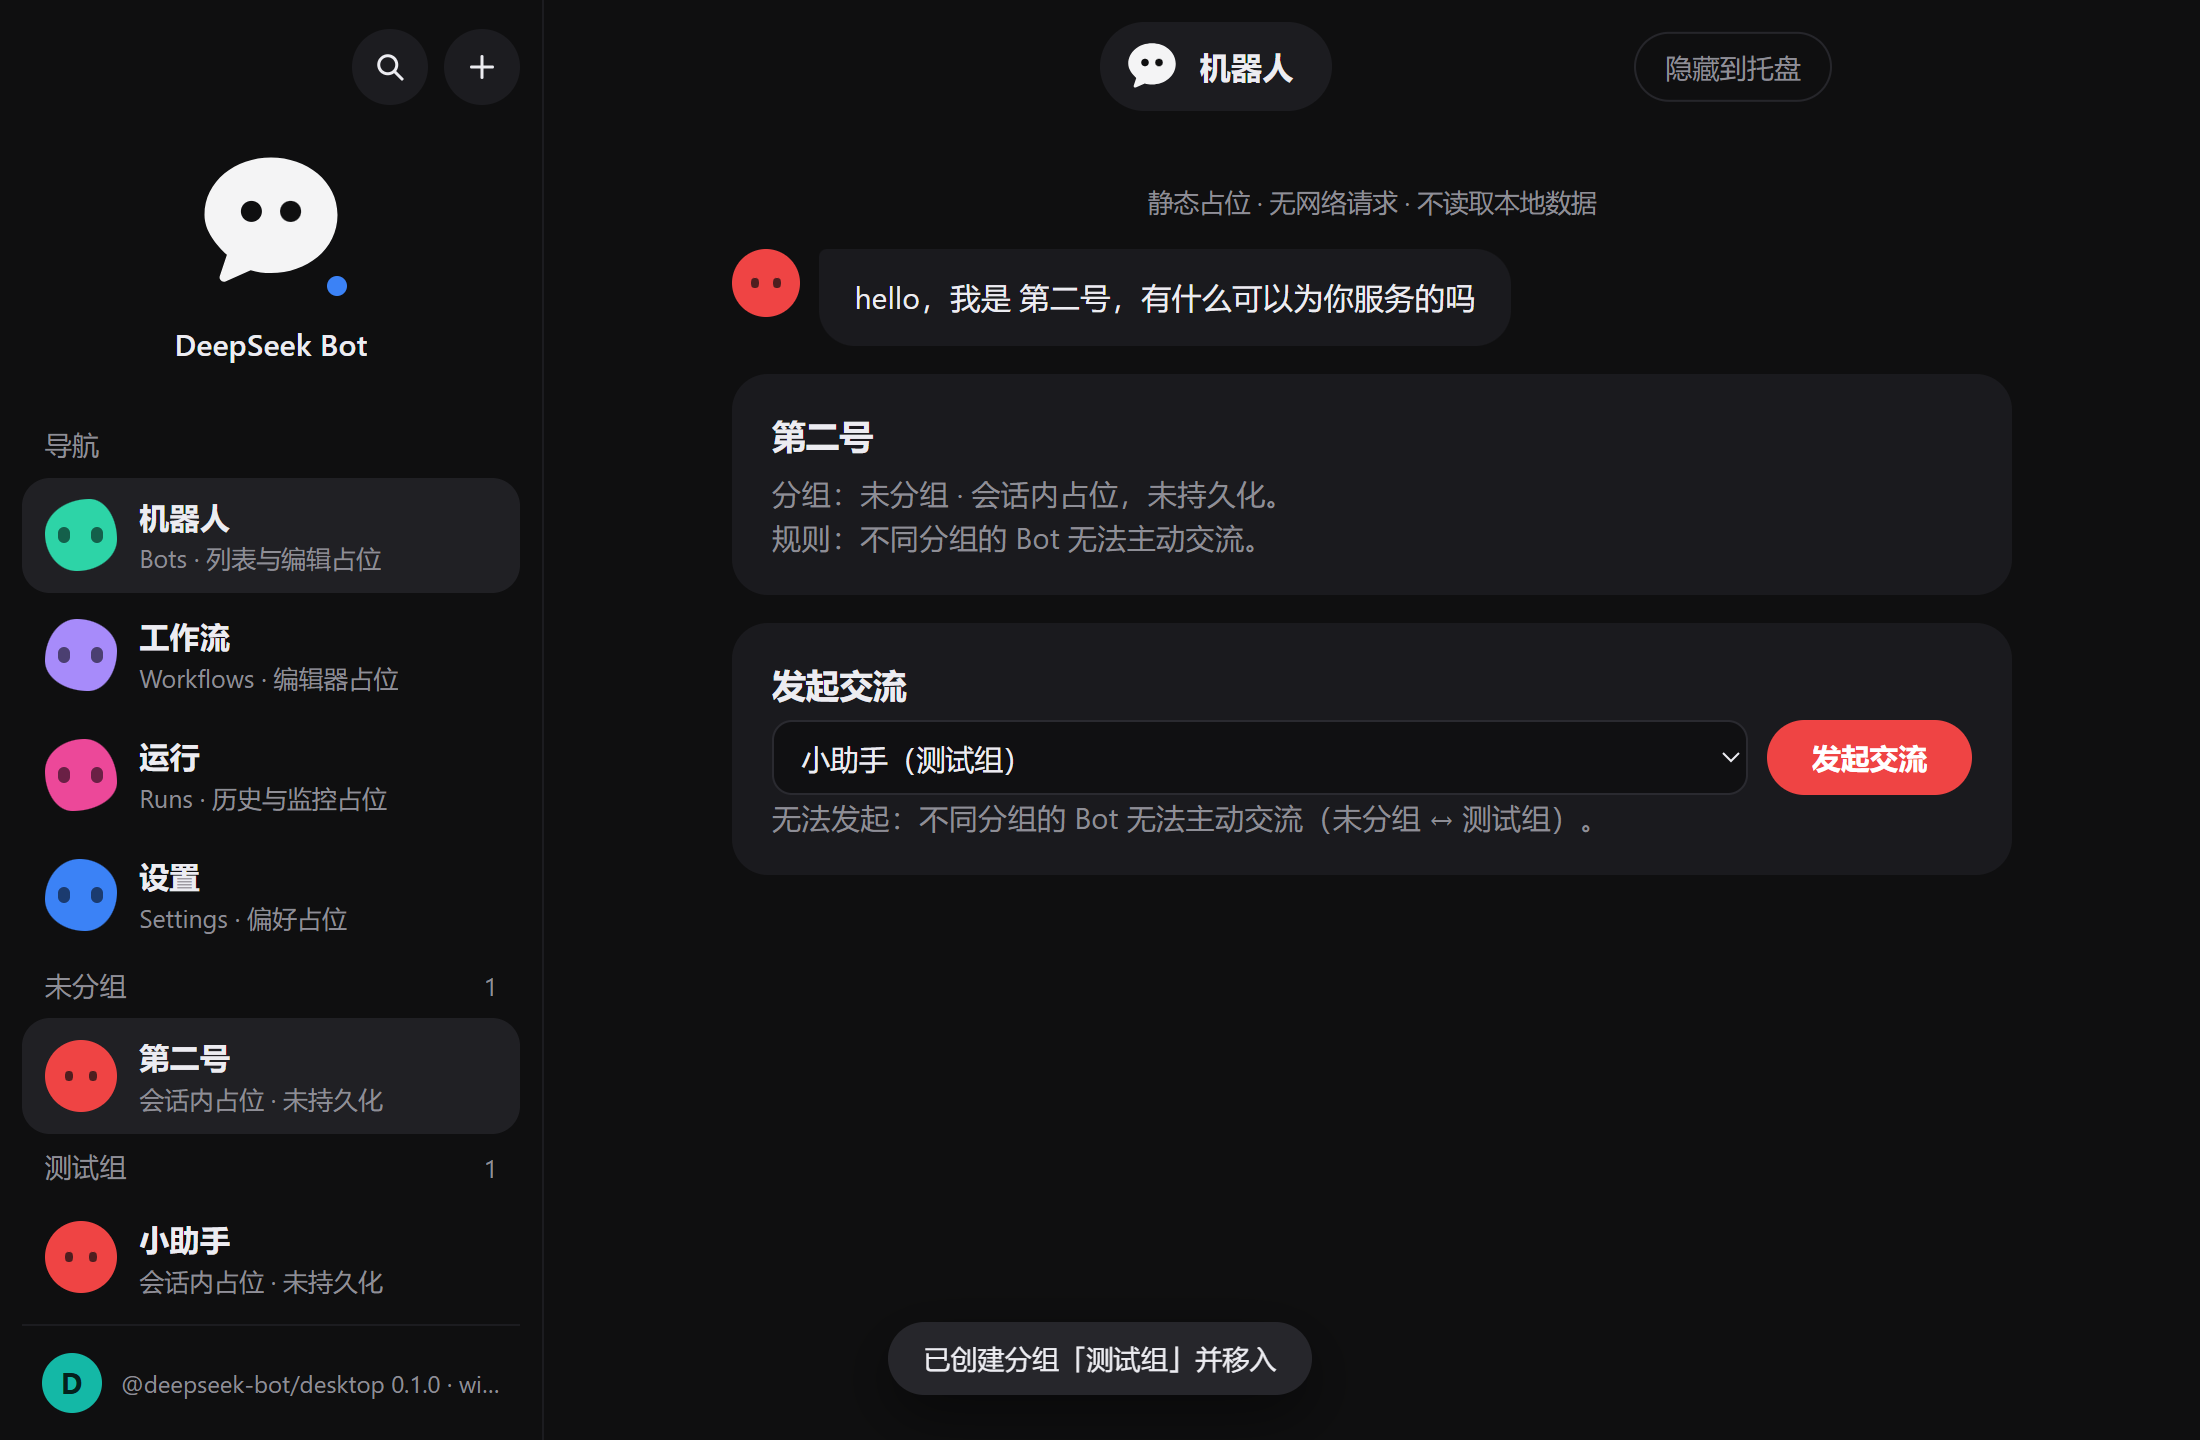 DeepSeek Bot
导航
机器人
Bots · 列表与编辑占位
工作流
Workflows · 编辑器占位
运行
Runs · 历史与监控占位
设置
Settings · 偏好占位
未分组 1
第二号
会话内占位 · 未持久化
测试组 1
小助手
会话内占位 · 未持久化
D
@deepseek-bot/desktop 0.1.0 · wi...
机器人
隐藏到托盘
静态占位 · 无网络请求 · 不读取本地数据
hello，我是 第二号，有什么可以为你服务的吗
第二号
分组：未分组 · 会话内占位，未持久化。
规则：不同分组的 Bot 无法主动交流。
发起交流
小助手（测试组）
发起交流
无法发起：不同分组的 Bot 无法主动交流（未分组 ↔ 测试组）。
已创建分组「测试组」并移入